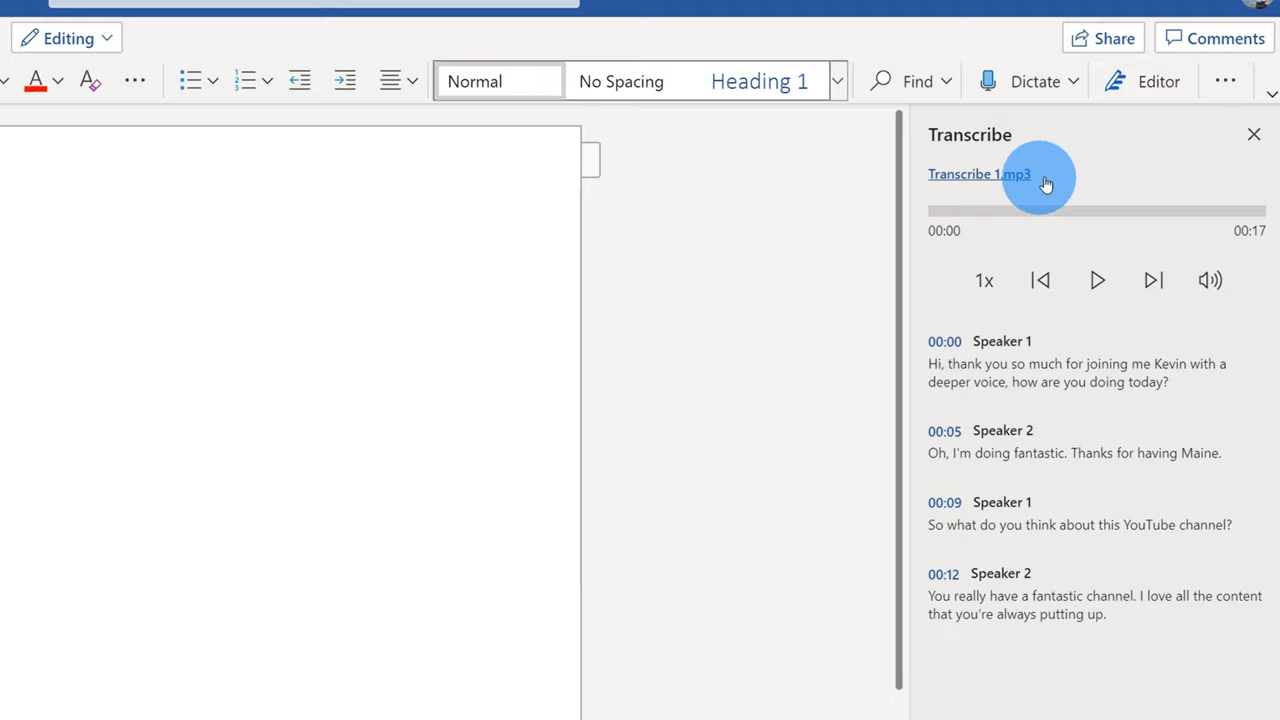 Editing
Share
Comments
A
A
Normal
No Spacing
Heading 1
Find
Dictate
Editor
Transcribe
Transcribe 1.mp3
00:00
00:17
1x
00:00 Speaker 1
Hi, thank you so much for joining me Kevin with a
deeper voice, how are you doing today?
00:05 Speaker 2
Oh, I'm doing fantastic. Thanks for having Maine.
00:09 Speaker 1
So what do you think about this YouTube channel?
00:12 Speaker 2
You really have a fantastic channel. I love all the content
that you're always putting up.